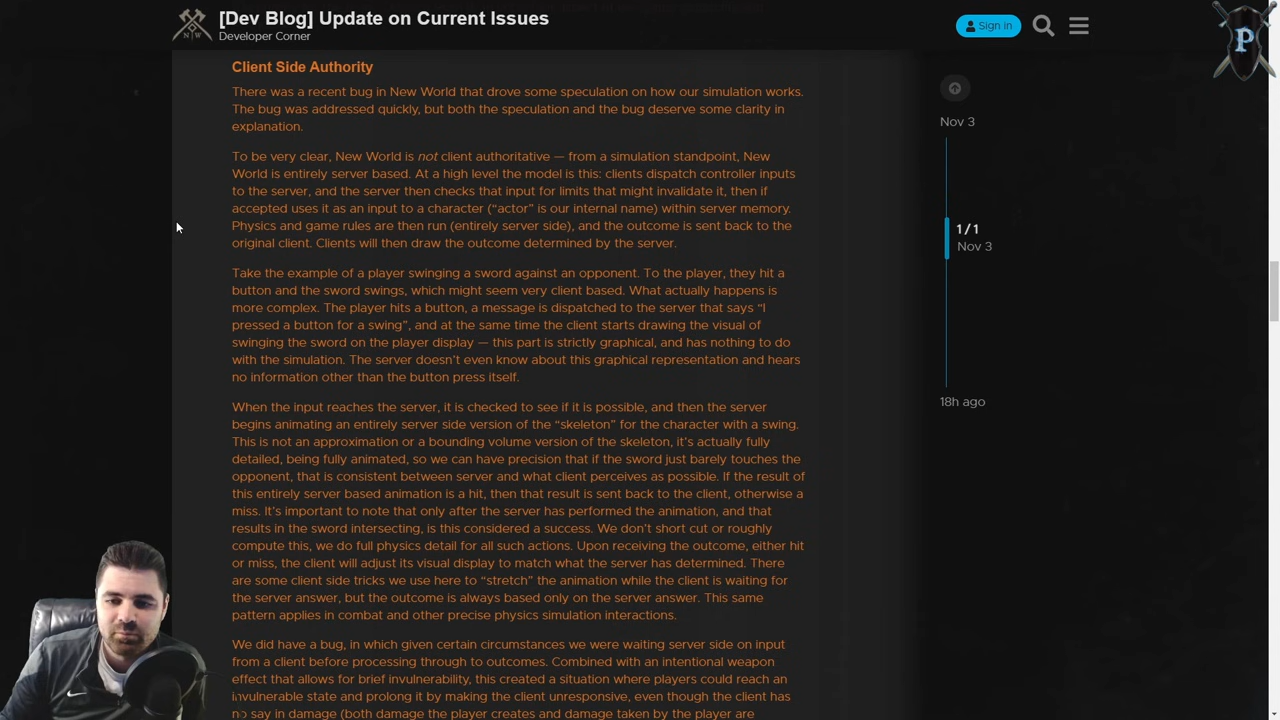 [Dev Blog] Update on Current Issues
Developer Corner
Sign in
N W
P
Client Side Authority
There was a recent bug in New World that drove some speculation on how our simulation works.
The bug was addressed quickly, but both the speculation and the bug deserve some clarity in
explanation.
To be very clear, New World is not client authoritative — from a simulation standpoint, New
World is entirely server based. At a high level the model is this: clients dispatch controller inputs
to the server, and the server then checks that input for limits that might invalidate it, then if
accepted uses it as an input to a character (“actor” is our internal name) within server memory.
Physics and game rules are then run (entirely server side), and the outcome is sent back to the
original client. Clients will then draw the outcome determined by the server.
Take the example of a player swinging a sword against an opponent. To the player, they hit a
button and the sword swings, which might seem very client based. What actually happens is
more complex. The player hits a button, a message is dispatched to the server that says “I
pressed a button for a swing”, and at the same time the client starts drawing the visual of
swinging the sword on the player display — this part is strictly graphical, and has nothing to do
with the simulation. The server doesn’t even know about this graphical representation and hears
no information other than the button press itself.
When the input reaches the server, it is checked to see if it is possible, and then the server
begins animating an entirely server side version of the “skeleton” for the character with a swing.
This is not an approximation or a bounding volume version of the skeleton, it’s actually fully
detailed, being fully animated, so we can have precision that if the sword just barely touches the
opponent, that is consistent between server and what client perceives as possible. If the result of
this entirely server based animation is a hit, then that result is sent back to the client, otherwise a
miss. It’s important to note that only after the server has performed the animation, and that
results in the sword intersecting, is this considered a success. We don’t short cut or roughly
compute this, we do full physics detail for all such actions. Upon receiving the outcome, either hit
or miss, the client will adjust its visual display to match what the server has determined. There
are some client side tricks we use here to “stretch” the animation while the client is waiting for
the server answer, but the outcome is always based only on the server answer. This same
pattern applies in combat and other precise physics simulation interactions.
We did have a bug, in which given certain circumstances we were waiting server side on input
from a client before processing through to outcomes. Combined with an intentional weapon
effect that allows for brief invulnerability, this created a situation where players could reach an
invulnerable state and prolong it by making the client unresponsive, even though the client has
no say in damage (both damage the player creates and damage taken by the player are
Nov 3
1 / 1
Nov 3
18h ago